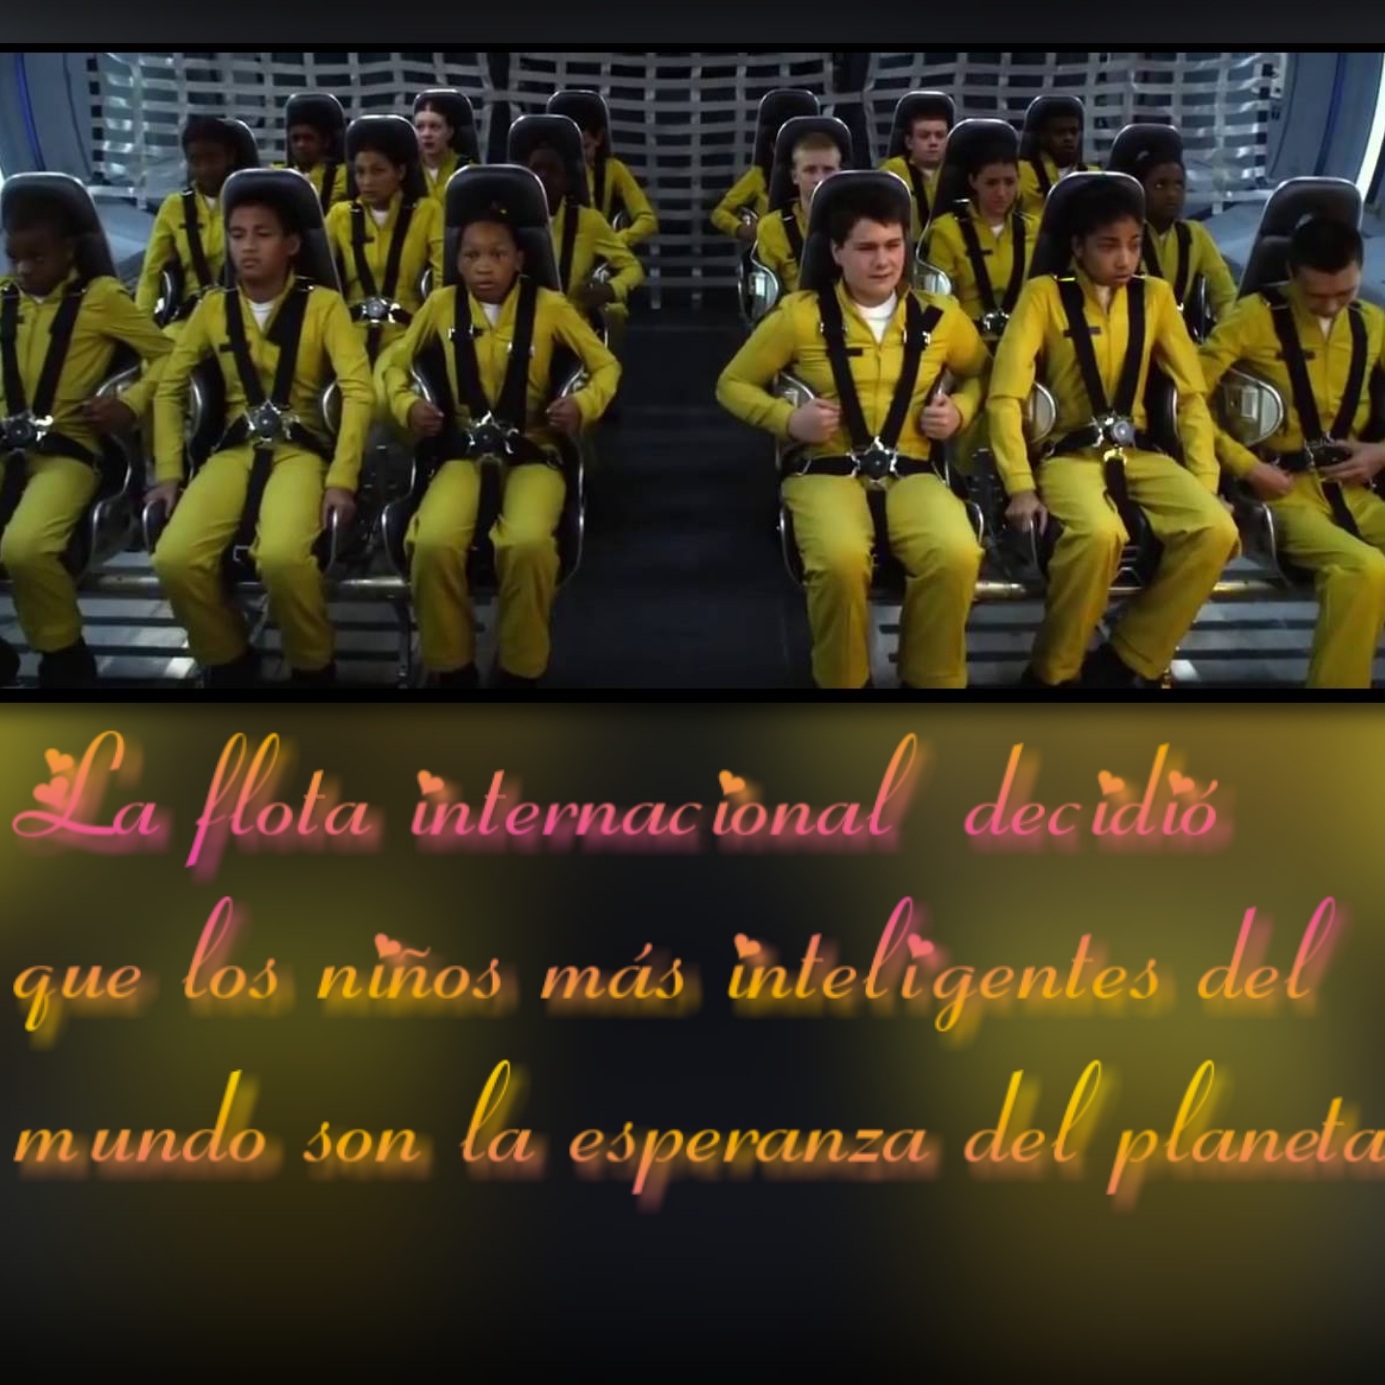 La flota internacional decidió
que los niños más inteligentes del
mundo son la esperanza del planeta